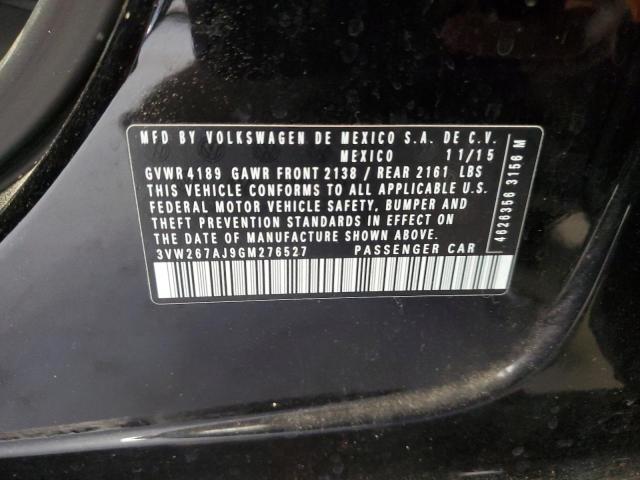 MFD BY VOLKSWAGEN DE MEXICO S.A. DE C.V.
MEXICO 11/15
GVWR 4189 GAWR FRONT 2138 / REAR 2161 LBS
THIS VEHICLE CONFORMS TO ALL APPLICABLE U.S.
FEDERAL MOTOR VEHICLE SAFETY, BUMPER AND
THEFT PREVENTION STANDARDS IN EFFECT ON
THE DATE OF MANUFACTURE SHOWN ABOVE.
3VW267AJ9GM276527 PASSENGER CAR
4620356 3156 M